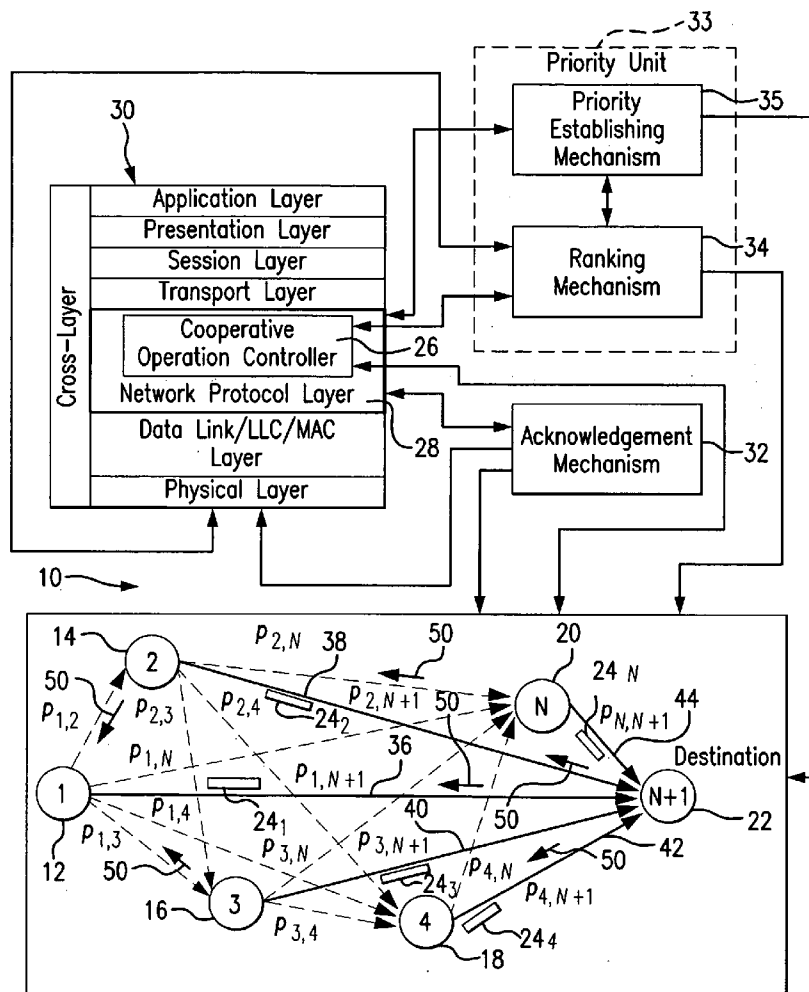 33
Priority Unit
Priority
Establishing
Mechanism
35
30
Application Layer
Presentation Layer
Session Layer
Transport Layer
Cooperative
Operation Controller
26
Network Protocol Layer
28
Data Link/LLC/MAC
Layer
Physical Layer
Cross-Layer
Ranking
Mechanism
34
Acknowledgement
Mechanism
32
10
14
2
P2,N
38
50
20
24N
50
P1,2
P2,3
P2,4
242
P2,N+1
N
PN,N+1
44
P1,N
50
Destination
1
P1,4
241
P1,N+1
36
50
N+1
12
P1,3
P3,N
40
P3,N+1
P4,N
22
50
243
50
42
16
3
P3,4
4
P4,N+1
18
244